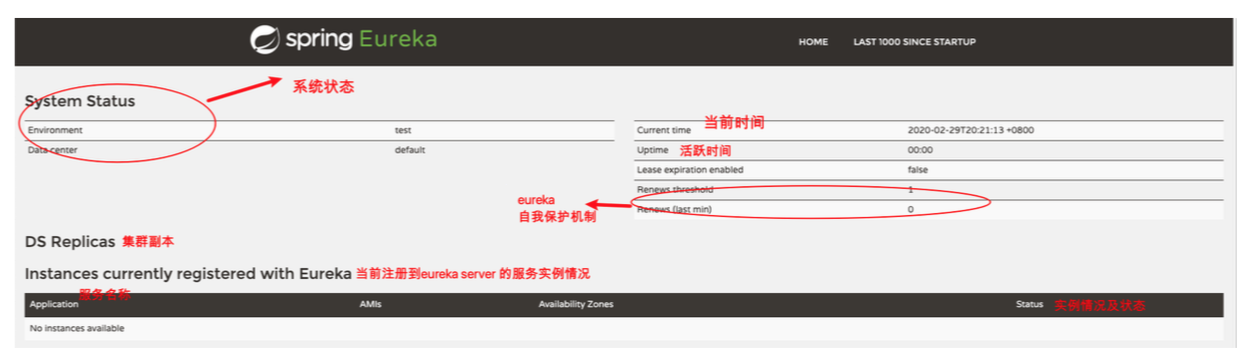 spring Eureka
HOME LAST 1000 SINCE STARTUP
系统状态
System Status
Environment test
Data center default
Current time 当前时间 2020-02-29T20:21:13 +0800
Uptime 活跃时间 00:00
Lease expiration enabled false
Renews threshold 1
Renews (last min) 0
eureka
自我保护机制
DS Replicas 集群副本
Instances currently registered with Eureka 当前注册到eureka server 的服务实例情况
Application 服务名称 AMIs Availability Zones Status 实例情况及状态
No instances available